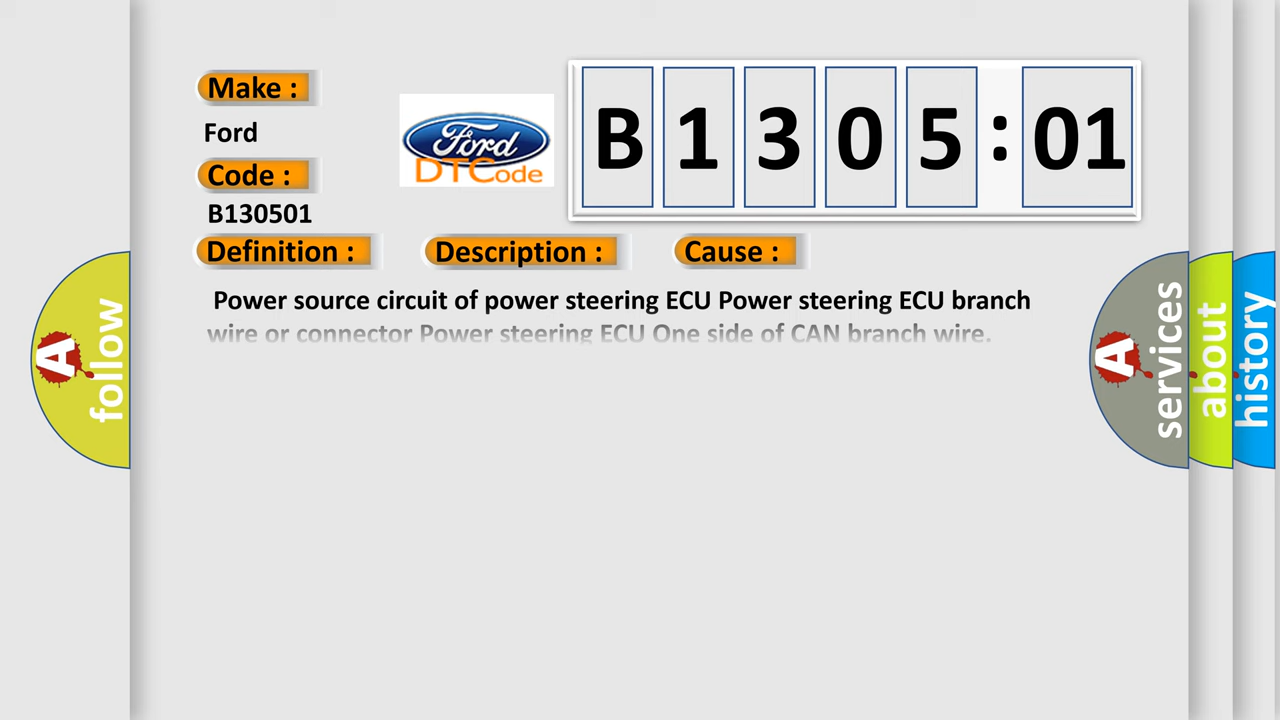 Make :
Ford
Ford
DTCode
B 1 3 0 5 : 01
Code :
B130501
Definition :
Description :
Cause :
Power source circuit of power steering ECU Power steering ECU branch
wire or connector Power steering ECU One side of CAN branch wire.
A follow
A services
about
history